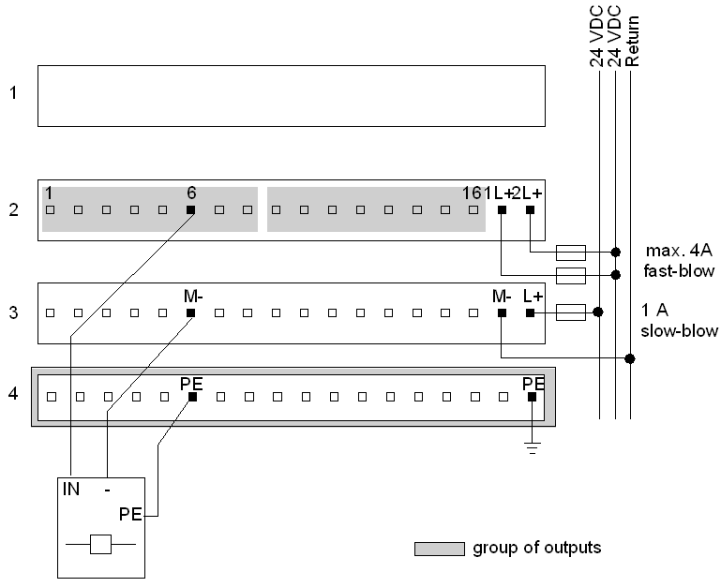 24 VDC
24 VDC
Return
1
2
1
6
16
1L+
2L+
max. 4A
fast-blow
3
M-
M-
L+
1 A
slow-blow
4
PE
PE
IN
-
PE
group of outputs